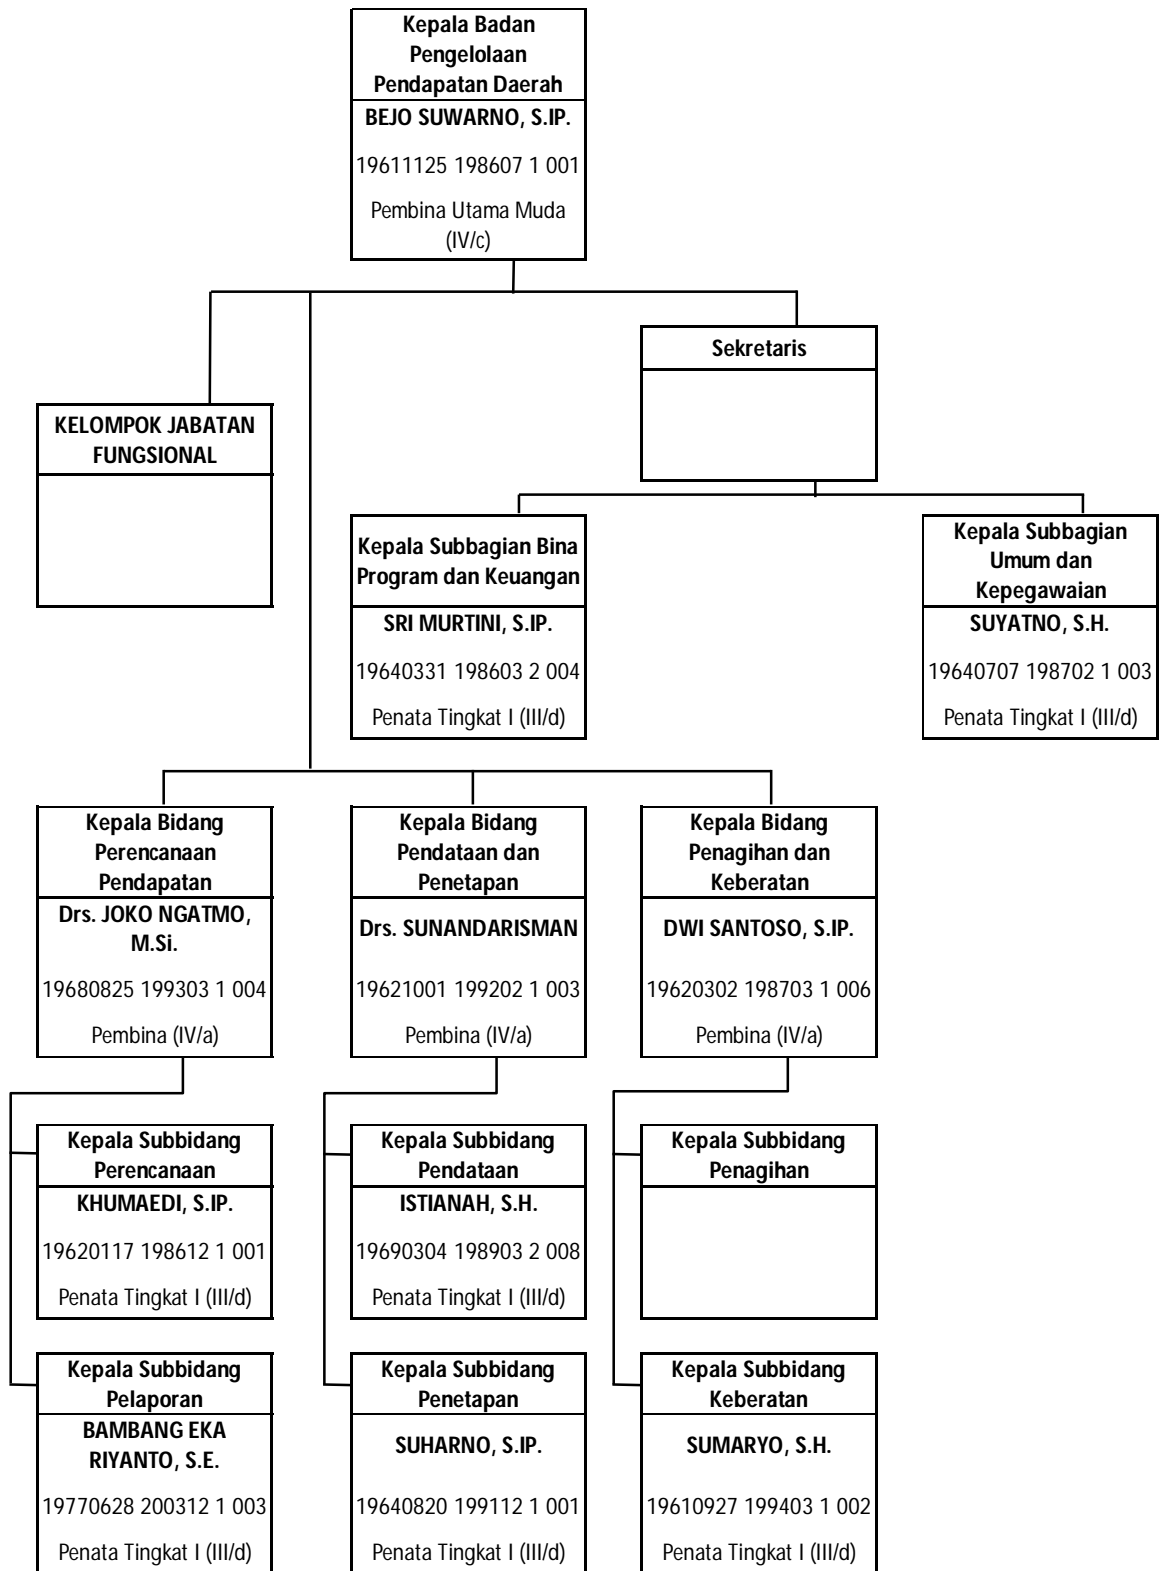 Kepala Badan
Pengelolaan
Pendapatan Daerah
BEJO SUWARNO, S.IP.
19611125 198607 1 001
Pembina Utama Muda
(IV/c)
Sekretaris
KELOMPOK JABATAN
FUNGSIONAL
Kepala Subbagian Bina
Program dan Keuangan
SRI MURTINI, S.IP.
19640331 198603 2 004
Penata Tingkat I (III/d)
Kepala Subbagian
Umum dan
Kepegawaian
SUYATNO, S.H.
19640707 198702 1 003
Penata Tingkat I (III/d)
Kepala Bidang
Perencanaan
Pendapatan
Drs. JOKO NGATMO,
M.Si.
19680825 199303 1 004
Pembina (IV/a)
Kepala Bidang
Pendataan dan
Penetapan
Drs. SUNANDARISMAN
19621001 199202 1 003
Pembina (IV/a)
Kepala Bidang
Penagihan dan
Keberatan
DWI SANTOSO, S.IP.
19620302 198703 1 006
Pembina (IV/a)
Kepala Subbidang
Perencanaan
KHUMAEDI, S.IP.
19620117 198612 1 001
Penata Tingkat I (III/d)
Kepala Subbidang
Pendataan
ISTIANAH, S.H.
19690304 198903 2 008
Penata Tingkat I (III/d)
Kepala Subbidang
Penagihan
Kepala Subbidang
Pelaporan
BAMBANG EKA
RIYANTO, S.E.
19770628 200312 1 003
Penata Tingkat I (III/d)
Kepala Subbidang
Penetapan
SUHARNO, S.IP.
19640820 199112 1 001
Penata Tingkat I (III/d)
Kepala Subbidang
Keberatan
SUMARYO, S.H.
19610927 199403 1 002
Penata Tingkat I (III/d)